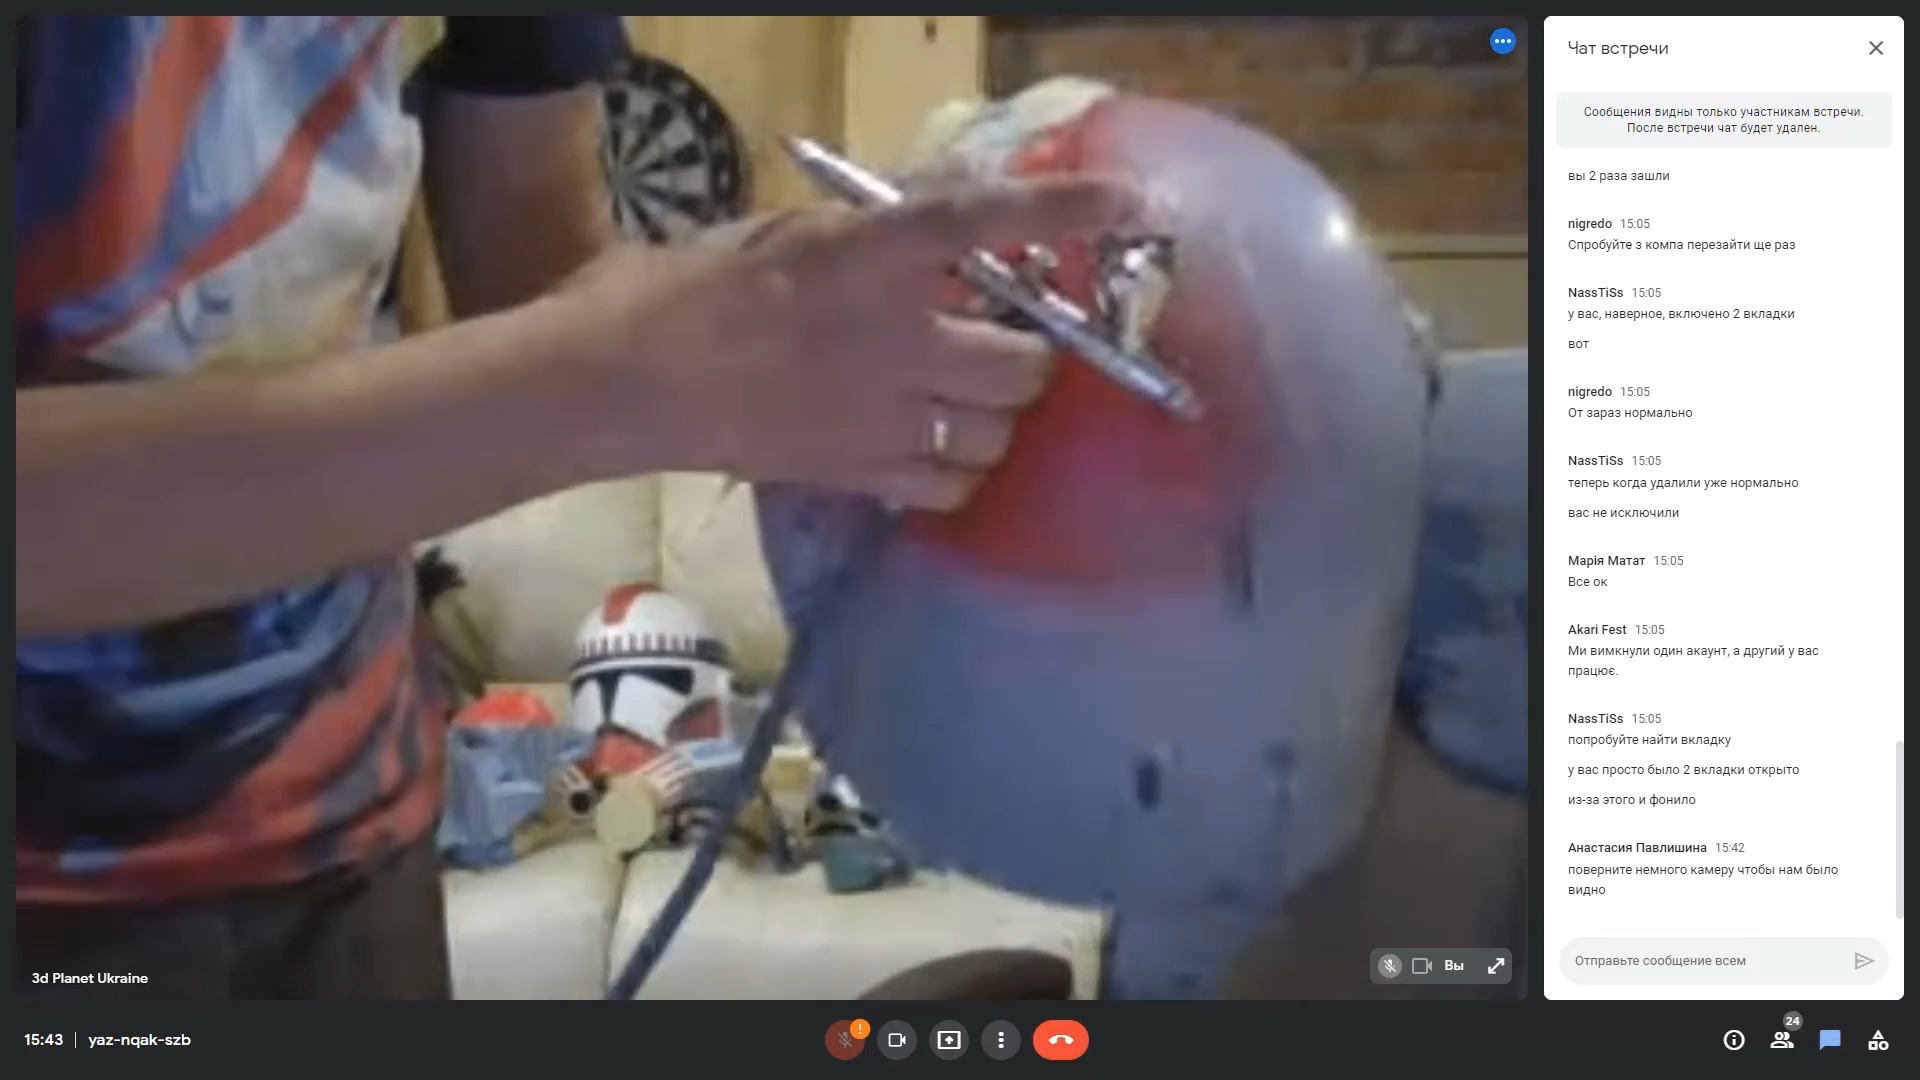 Чат встречи
Сообщения видны только участникам встречи.
После встречи чат будет удален.
вы 2 раза зашли
nigredo 15:05
Спробуйте з компа перезайти ще раз
NassTiSs 15:05
у вас, наверное, включено 2 вкладки
вот
nigredo 15:05
От зараз нормально
NassTiSs 15:05
теперь когда удалили уже нормально
вас не исключили
Марія Матат 15:05
Все ок
Akari Fest 15:05
Ми вимкнули один акаунт, а другий у вас
працює.
NassTiSs 15:05
попробуйте найти вкладку
у вас просто было 2 вкладки открыто
из-за этого и фонило
Анастасия Павлишина 15:42
поверните немного камеру чтобы нам было
видно
Отправьте сообщение всем
Вы
3d Planet Ukraine
15:43 | yaz-nqak-szb
24